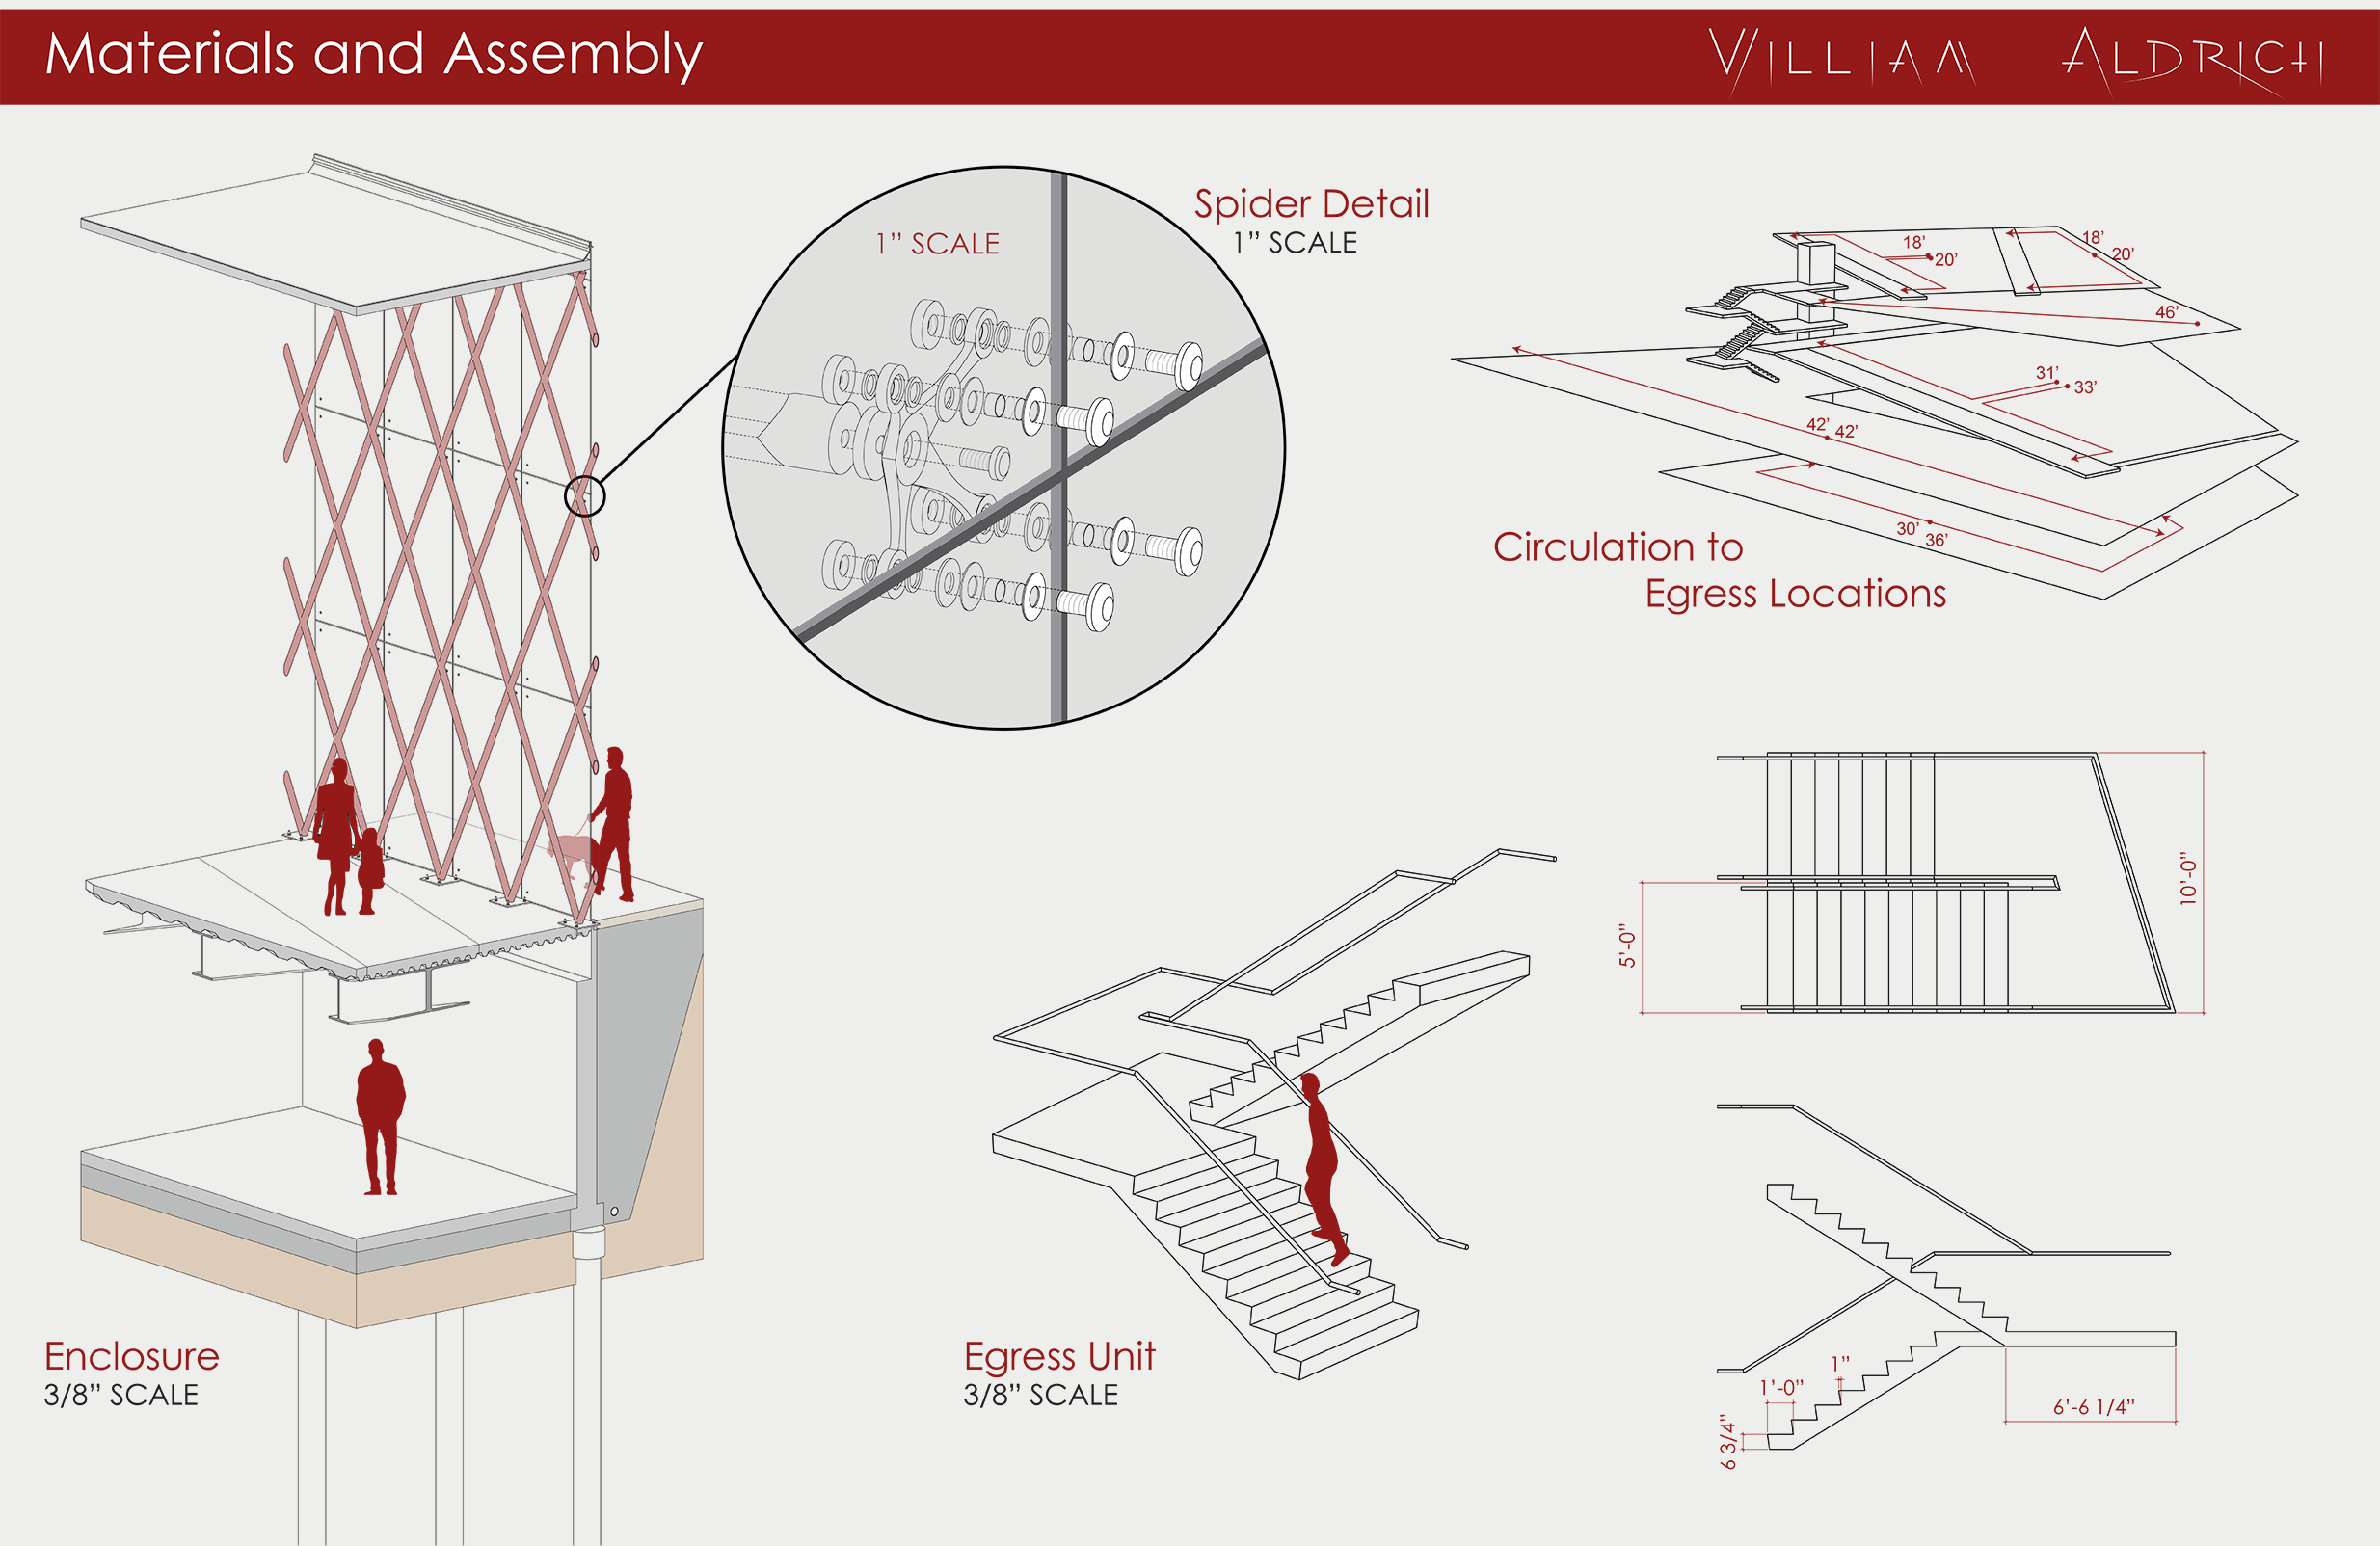 Materials and Assembly
WILLIAM ALDRICH
Spider Detail
1” SCALE
1” SCALE
18’
20’
18’
20’
46’
31’
33’
42’ 42’
30’
36’
Circulation to
Egress Locations
10’-0”
5’-0”
Enclosure
3/8” SCALE
Egress Unit
3/8” SCALE
1”
1’-0”
6 3/4”
6’-6 1/4”